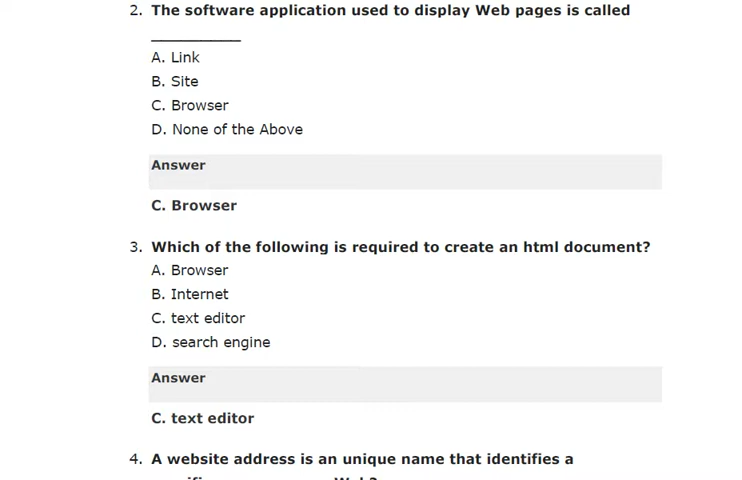 2. The software application used to display Web pages is called
__________
A. Link
B. Site
C. Browser
D. None of the Above
Answer
C. Browser
3. Which of the following is required to create an html document?
A. Browser
B. Internet
C. text editor
D. search engine
Answer
C. text editor
4. A website address is an unique name that identifies a